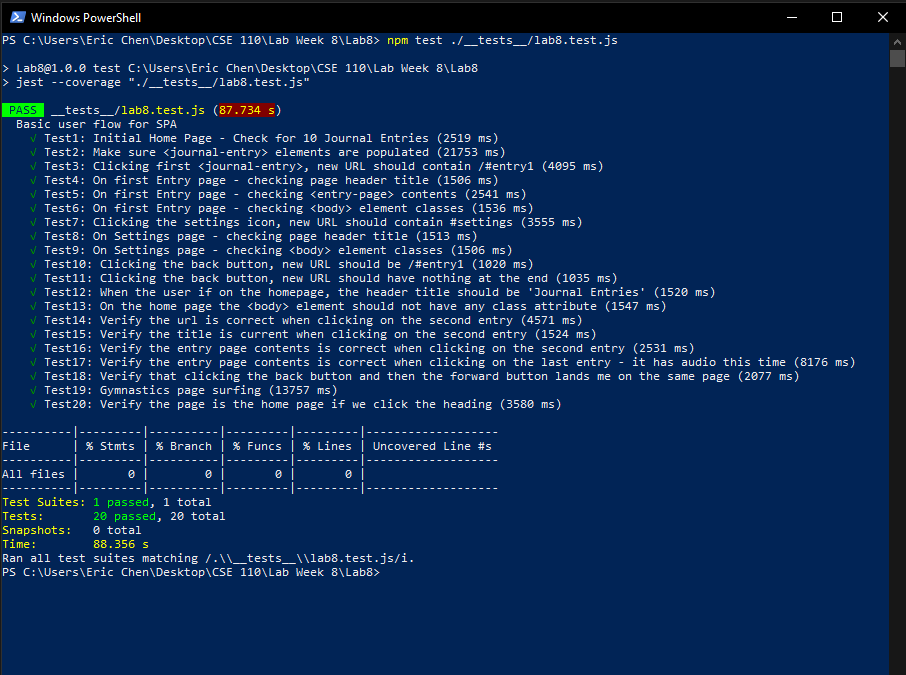 Windows PowerShell
PS C:\Users\Eric Chen\Desktop\CSE 110\Lab Week 8\Lab8> npm test ./__tests__/lab8.test.js
> Lab8@1.0.0 test C:\Users\Eric Chen\Desktop\CSE 110\Lab Week 8\Lab8
> jest --coverage "./__tests__/lab8.test.js"
PASS __tests__/lab8.test.js (87.734 s)
Basic user flow for SPA
√ Test1: Initial Home Page - Check for 10 Journal Entries (2519 ms)
√ Test2: Make sure <journal-entry> elements are populated (21753 ms)
√ Test3: Clicking first <journal-entry>, new URL should contain /#entry1 (4095 ms)
√ Test4: On first Entry page - checking page header title (1506 ms)
√ Test5: On first Entry page - checking <entry-page> contents (2541 ms)
√ Test6: On first Entry page - checking <body> element classes (1536 ms)
√ Test7: Clicking the settings icon, new URL should contain #settings (3555 ms)
√ Test8: On Settings page - checking page header title (1513 ms)
√ Test9: On Settings page - checking <body> element classes (1506 ms)
√ Test10: Clicking the back button, new URL should be /#entry1 (1020 ms)
√ Test11: Clicking the back button, new URL should have nothing at the end (1035 ms)
√ Test12: When the user if on the homepage, the header title should be 'Journal Entries' (1520 ms)
√ Test13: On the home page the <body> element should not have any class attribute (1547 ms)
√ Test14: Verify the url is correct when clicking on the second entry (4571 ms)
√ Test15: Verify the title is current when clicking on the second entry (1524 ms)
√ Test16: Verify the entry page contents is correct when clicking on the second entry (2531 ms)
√ Test17: Verify the entry page contents is correct when clicking on the last entry - it has audio this time (8176 ms)
√ Test18: Verify that clicking the back button and then the forward button lands me on the same page (2077 ms)
√ Test19: Gymnastics page surfing (13757 ms)
√ Test20: Verify the page is the home page if we click the heading (3580 ms)
----------|---------|----------|---------|---------|-------------------
File      | % Stmts | % Branch | % Funcs | % Lines | Uncovered Line #s
----------|---------|----------|---------|---------|-------------------
All files |       0 |        0 |       0 |       0 |
----------|---------|----------|---------|---------|-------------------
Test Suites: 1 passed, 1 total
Tests:       20 passed, 20 total
Snapshots:   0 total
Time:        88.356 s
Ran all test suites matching /.\\__tests__\\lab8.test.js/i.
PS C:\Users\Eric Chen\Desktop\CSE 110\Lab Week 8\Lab8>